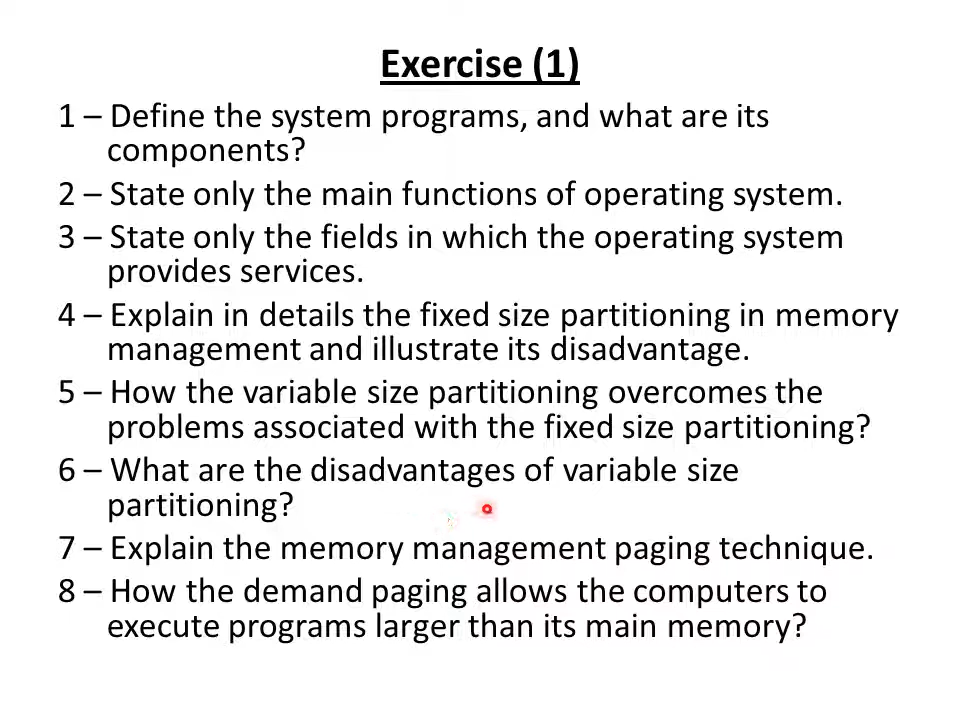 Exercise (1)
1 – Define the system programs, and what are its
components?
2 – State only the main functions of operating system.
3 – State only the fields in which the operating system
provides services.
4 – Explain in details the fixed size partitioning in memory
management and illustrate its disadvantage.
5 – How the variable size partitioning overcomes the
problems associated with the fixed size partitioning?
6 – What are the disadvantages of variable size
partitioning?
7 – Explain the memory management paging technique.
8 – How the demand paging allows the computers to
execute programs larger than its main memory?